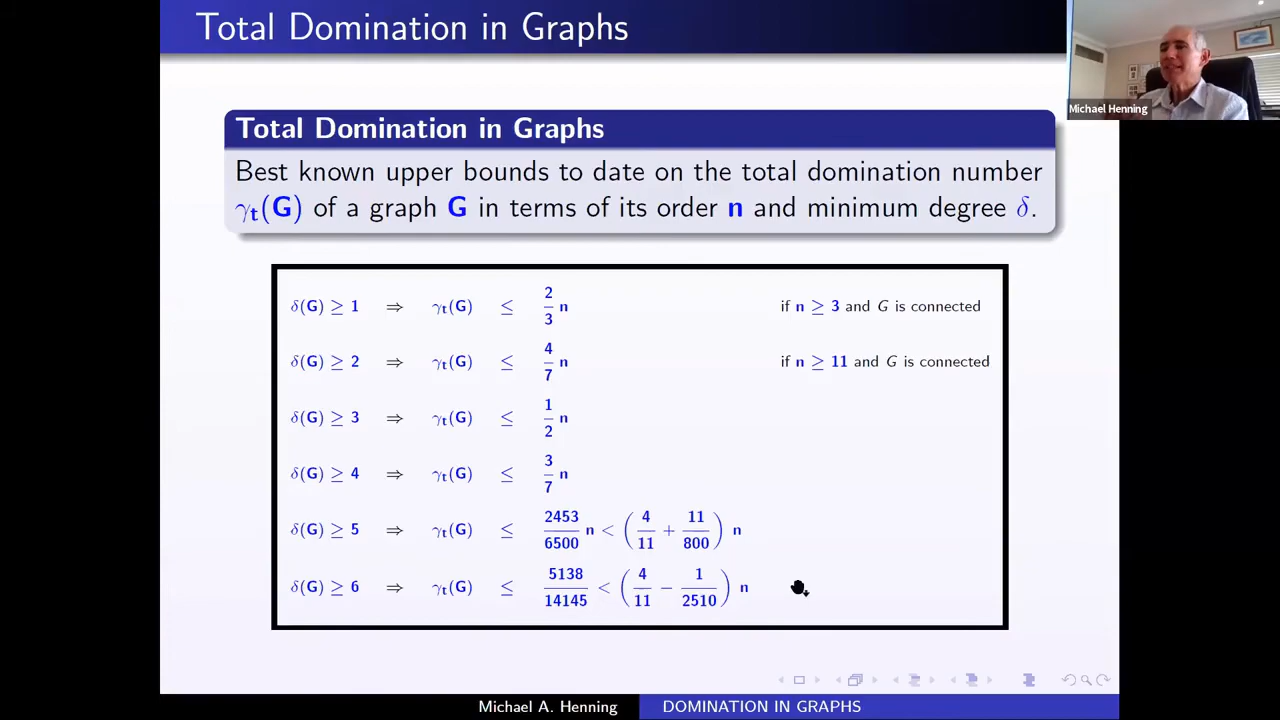 Total Domination in Graphs
Michael Henning
Total Domination in Graphs
Best known upper bounds to date on the total domination number
γt(G) of a graph G in terms of its order n and minimum degree δ.
δ(G) ≥ 1 ⇒ γt(G) ≤ 2/3 n if n ≥ 3 and G is connected
δ(G) ≥ 2 ⇒ γt(G) ≤ 4/7 n if n ≥ 11 and G is connected
δ(G) ≥ 3 ⇒ γt(G) ≤ 1/2 n
δ(G) ≥ 4 ⇒ γt(G) ≤ 3/7 n
δ(G) ≥ 5 ⇒ γt(G) ≤ 2453/6500 n < (4/11 + 11/800) n
δ(G) ≥ 6 ⇒ γt(G) ≤ 5138/14145 < (4/11 − 1/2510) n
Michael A. Henning DOMINATION IN GRAPHS